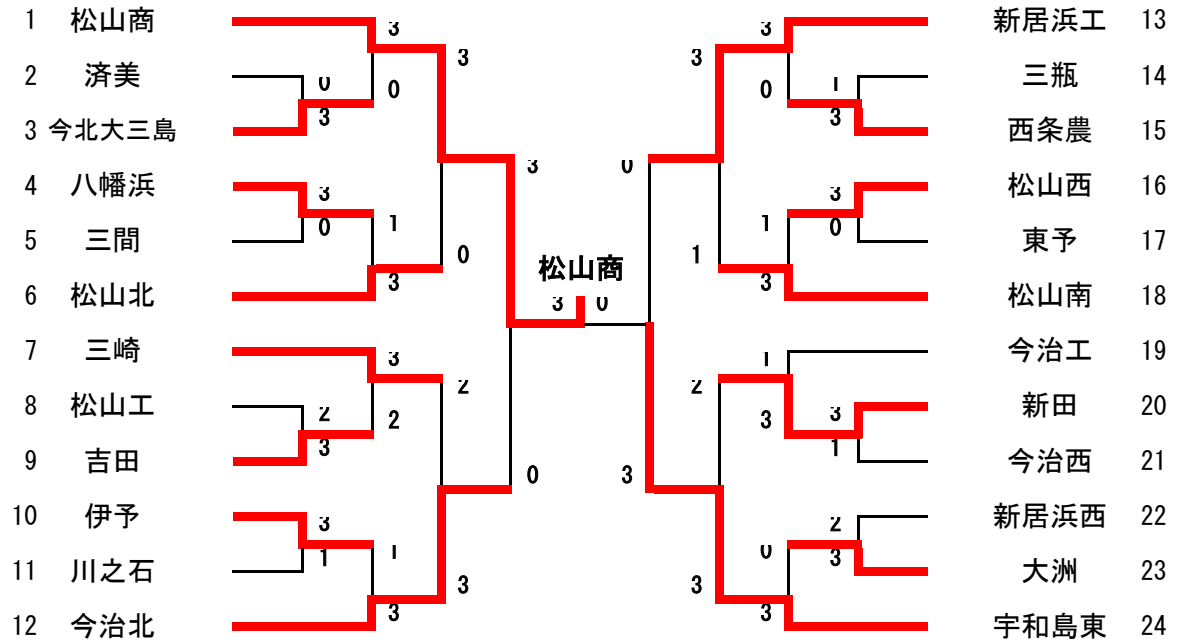 1 松山商 3 3 新居浜工 13
3 3
2 済美 0 0 0 1 三瓶 14
3 3
3 今北大三島 西条農 15
3 0
4 八幡浜 3 3 松山西 16
0 1 1 0
5 三間 東予 17
0 1
松山商
6 松山北 3 3 松山南 18
3 0
7 三崎 3 1 今治工 19
2 2
8 松山工 2 2 3 3 新田 20
3 1
9 吉田 今治西 21
0 3
10 伊予 3 2 新居浜西 22
1 1 0 3
11 川之石 大洲 23
3 3
12 今治北 3 3 宇和島東 24